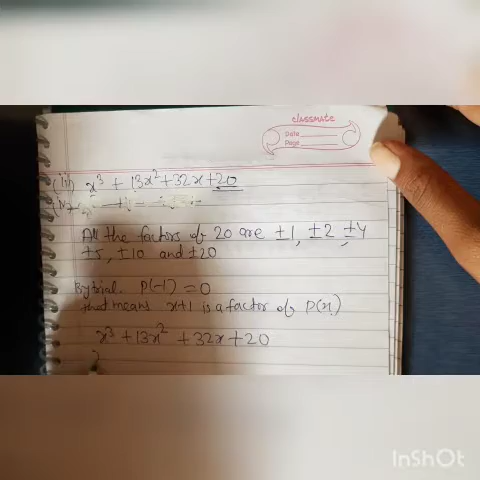 classmate
Date
Page
(iii) x³ + 13x² + 32x + 20
All the factors of 20 are ±1, ±2 ±4
±5, ±10 and ±20
By trial P(-1) = 0
that means x+1 is a factor of P(x)
x³ + 13x² + 32x + 20
InShOt